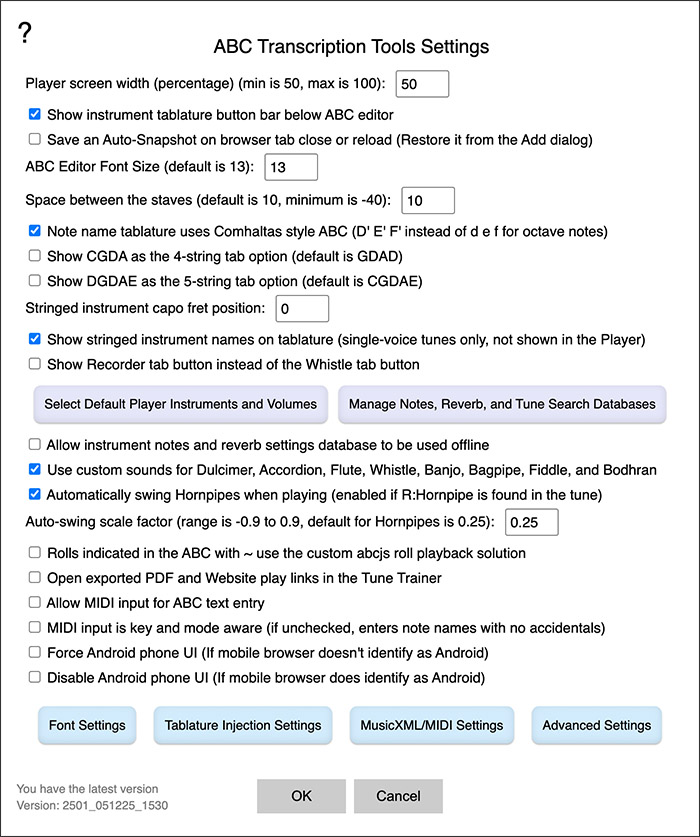 ?
ABC Transcription Tools Settings
Player screen width (percentage) (min is 50, max is 100): 50
Show instrument tablature button bar below ABC editor
Save an Auto-Snapshot on browser tab close or reload (Restore it from the Add dialog)
ABC Editor Font Size (default is 13): 13
Space between the staves (default is 10, minimum is -40): 10
Note name tablature uses Comhaltas style ABC (D' E' F' instead of d e f for octave notes)
Show CGDA as the 4-string tab option (default is GDAD)
Show DGDAE as the 5-string tab option (default is CGDAE)
Stringed instrument capo fret position: 0
Show stringed instrument names on tablature (single-voice tunes only, not shown in the Player)
Show Recorder tab button instead of the Whistle tab button
Select Default Player Instruments and Volumes Manage Notes, Reverb, and Tune Search Databases
Allow instrument notes and reverb settings database to be used offline
Use custom sounds for Dulcimer, Accordion, Flute, Whistle, Banjo, Bagpipe, Fiddle, and Bodhran
Automatically swing Hornpipes when playing (enabled if R:Hornpipe is found in the tune)
Auto-swing scale factor (range is -0.9 to 0.9, default for Hornpipes is 0.25): 0.25
Rolls indicated in the ABC with ~ use the custom abcjs roll playback solution
Open exported PDF and Website play links in the Tune Trainer
Allow MIDI input for ABC text entry
MIDI input is key and mode aware (if unchecked, enters note names with no accidentals)
Force Android phone UI (If mobile browser doesn't identify as Android)
Disable Android phone UI (If mobile browser does identify as Android)
Font Settings Tablature Injection Settings MusicXML/MIDI Settings Advanced Settings
You have the latest version
Version: 2501_051225_1530
OK Cancel